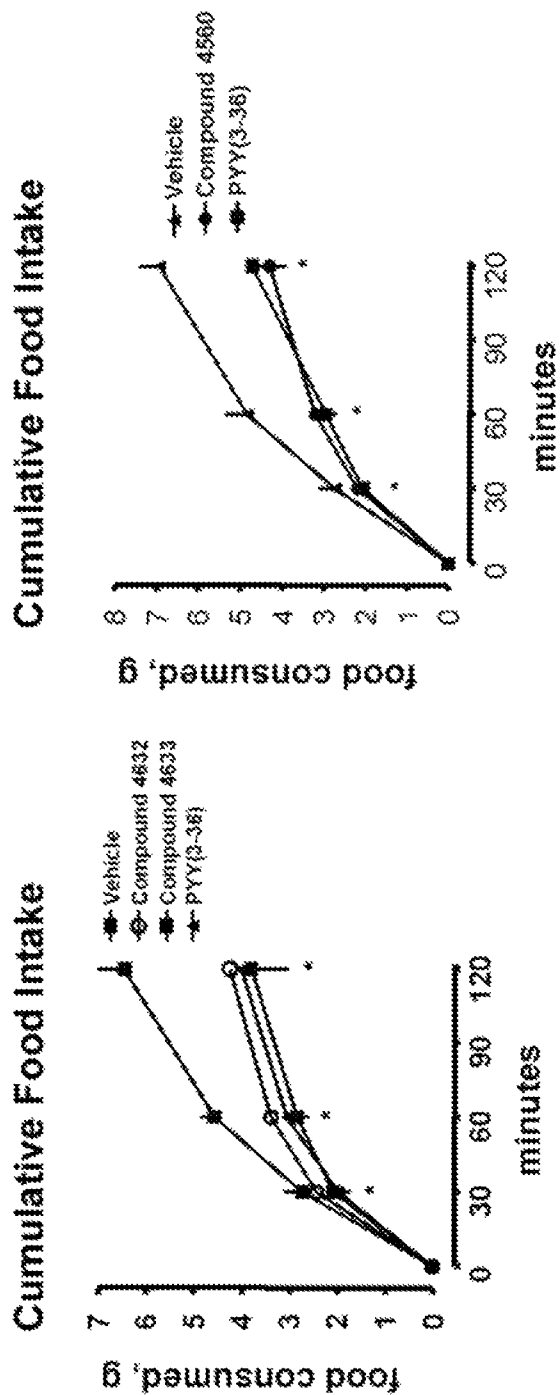 Cumulative Food Intake
food consumed, g
7
6
5
4
3
2
1
0
0 30 60 90 120
minutes
Vehicle
Compound 4632
Compound 4633
PYY(3-36)
*
*
*
Cumulative Food Intake
food consumed, g
8
7
6
5
4
3
2
1
0
0 30 60 90 120
minutes
Vehicle
Compound 4560
PYY(3-36)
*
*
*